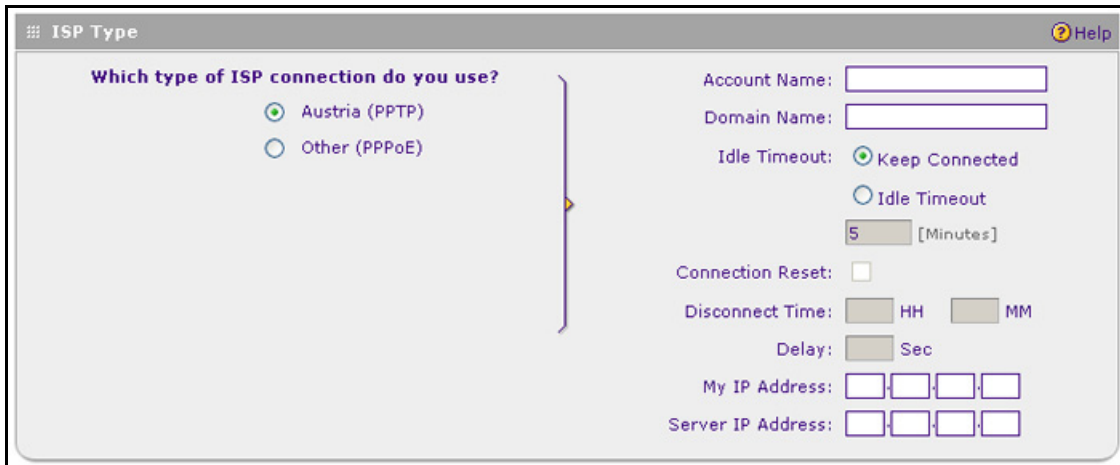 ISP Type
Help
Which type of ISP connection do you use?
Austria (PPTP)
Other (PPPoE)
Account Name:
Domain Name:
Idle Timeout: Keep Connected
Idle Timeout
5 [Minutes]
Connection Reset:
Disconnect Time: HH MM
Delay: Sec
My IP Address: . . .
Server IP Address: . . .